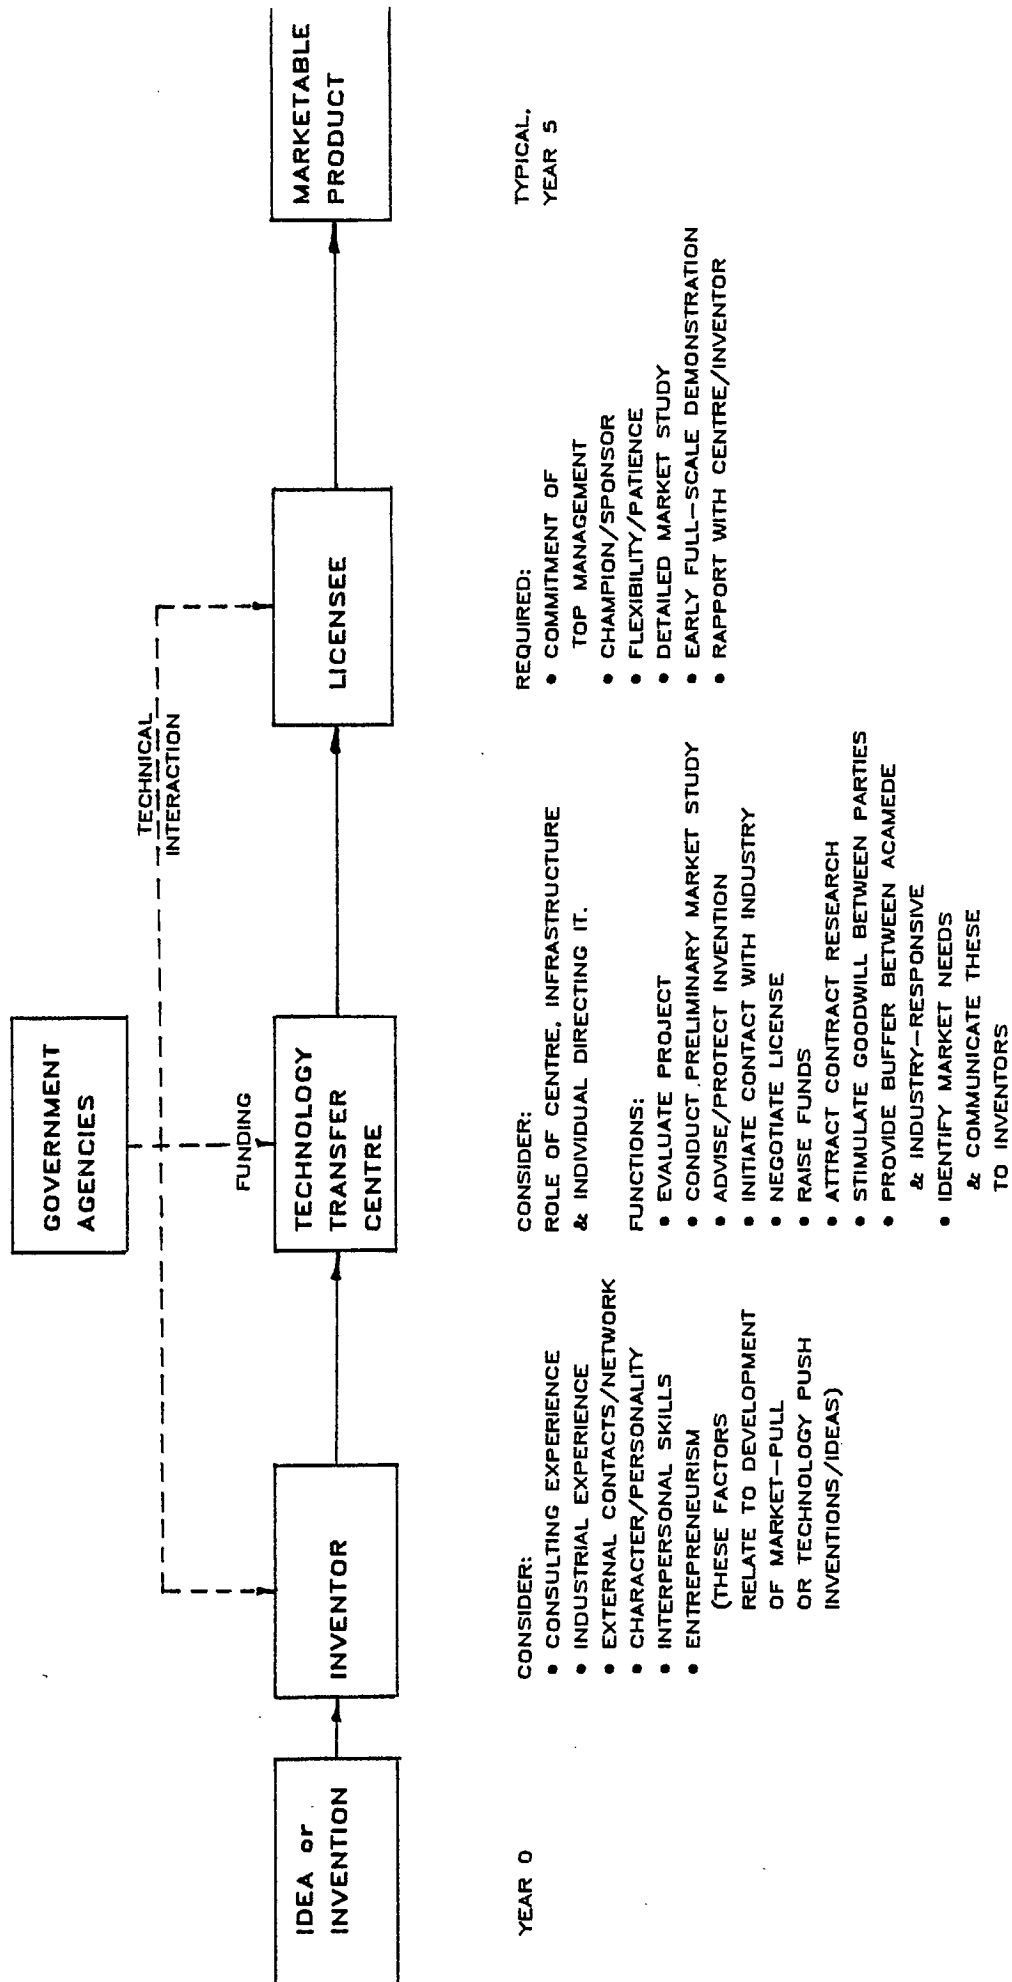 GOVERNMENT
AGENCIES
TECHNICAL
INTERACTION
FUNDING
IDEA or
INVENTION
INVENTOR
TECHNOLOGY
TRANSFER
CENTRE
LICENSEE
MARKETABLE
PRODUCT
YEAR 0
CONSIDER:
• CONSULTING EXPERIENCE
• INDUSTRIAL EXPERIENCE
• EXTERNAL CONTACTS/NETWORK
• CHARACTER/PERSONALITY
• INTERPERSONAL SKILLS
• ENTREPRENEURISM
(THESE FACTORS
RELATE TO DEVELOPMENT
OF MARKET-PULL
OR TECHNOLOGY PUSH
INVENTIONS/IDEAS)
CONSIDER:
ROLE OF CENTRE, INFRASTRUCTURE
& INDIVIDUAL DIRECTING IT.
FUNCTIONS:
• EVALUATE PROJECT
• CONDUCT PRELIMINARY MARKET STUDY
• ADVISE/PROTECT INVENTION
• INITIATE CONTACT WITH INDUSTRY
• NEGOTIATE LICENSE
• RAISE FUNDS
• ATTRACT CONTRACT RESEARCH
• STIMULATE GOODWILL BETWEEN PARTIES
• PROVIDE BUFFER BETWEEN ACAMEDE
& INDUSTRY-RESPONSIVE
• IDENTIFY MARKET NEEDS
& COMMUNICATE THESE
TO INVENTORS
REQUIRED:
• COMMITMENT OF
TOP MANAGEMENT
• CHAMPION/SPONSOR
• FLEXIBILITY/PATIENCE
• DETAILED MARKET STUDY
• EARLY FULL-SCALE DEMONSTRATION
• RAPPORT WITH CENTRE/INVENTOR
TYPICAL,
YEAR 5